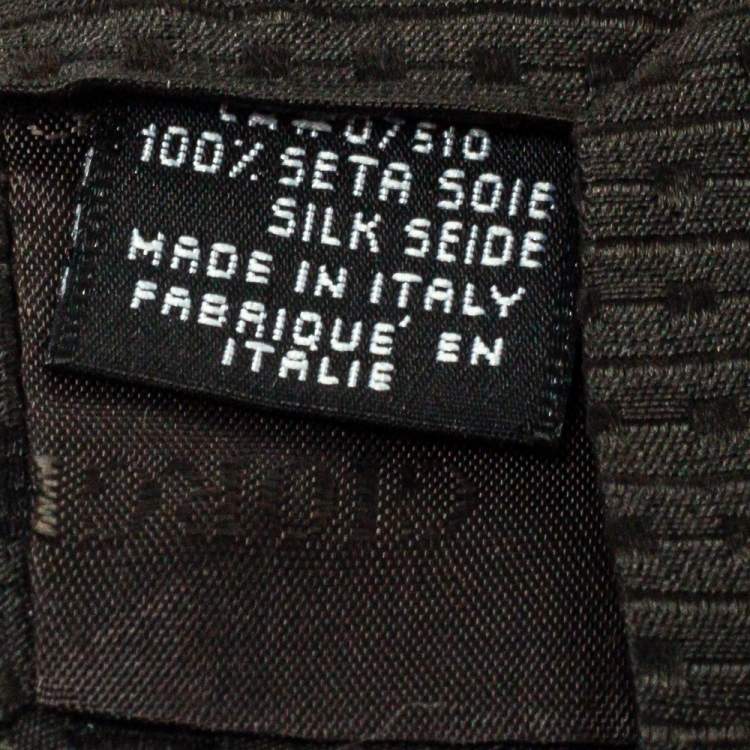 100% SETA SOIE
SILK SEIDE
MADE IN ITALY
FABRIQUE' EN
ITALIE